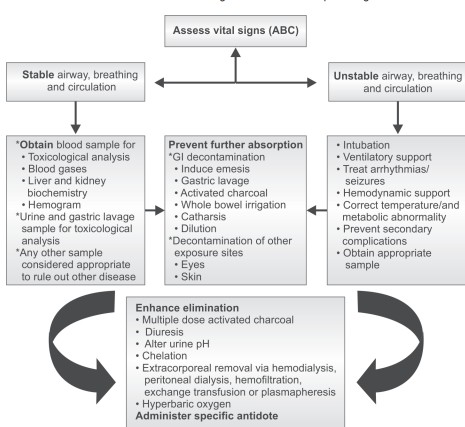 Assess vital signs (ABC)
Stable airway, breathing
and circulation
Unstable airway, breathing
and circulation
*Obtain blood sample for
• Toxicological analysis
• Blood gases
• Liver and kidney
biochemistry
• Hemogram
*Urine and gastric lavage
sample for toxicological
analysis
*Any other sample
considered appropriate
to rule out other disease
Prevent further absorption
*GI decontamination
• Induce emesis
• Gastric lavage
• Activated charcoal
• Whole bowel irrigation
• Catharsis
• Dilution
*Decontamination of other
exposure sites
• Eyes
• Skin
• Intubation
• Ventilatory support
• Treat arrhythmias/
seizures
• Hemodynamic support
• Correct temperature/and
metabolic abnormality
• Prevent secondary
complications
• Obtain appropriate
sample
Enhance elimination
• Multiple dose activated charcoal
• Diuresis
• Alter urine pH
• Chelation
• Extracorporeal removal via hemodialysis,
peritoneal dialysis, hemofiltration,
exchange transfusion or plasmapheresis
• Hyperbaric oxygen
Administer specific antidote